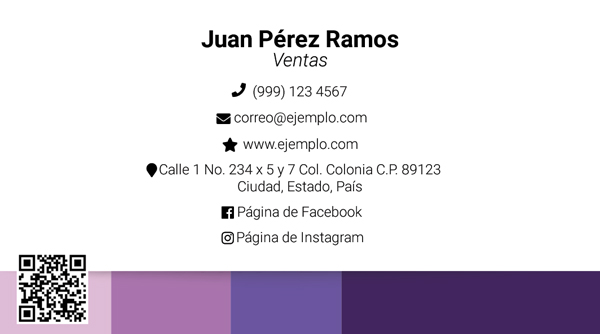 Juan Pérez Ramos
Ventas
(999) 123 4567
correo@ejemplo.com
www.ejemplo.com
Calle 1 No. 234 x 5 y 7 Col. Colonia C.P. 89123
Ciudad, Estado, País
Página de Facebook
Página de Instagram